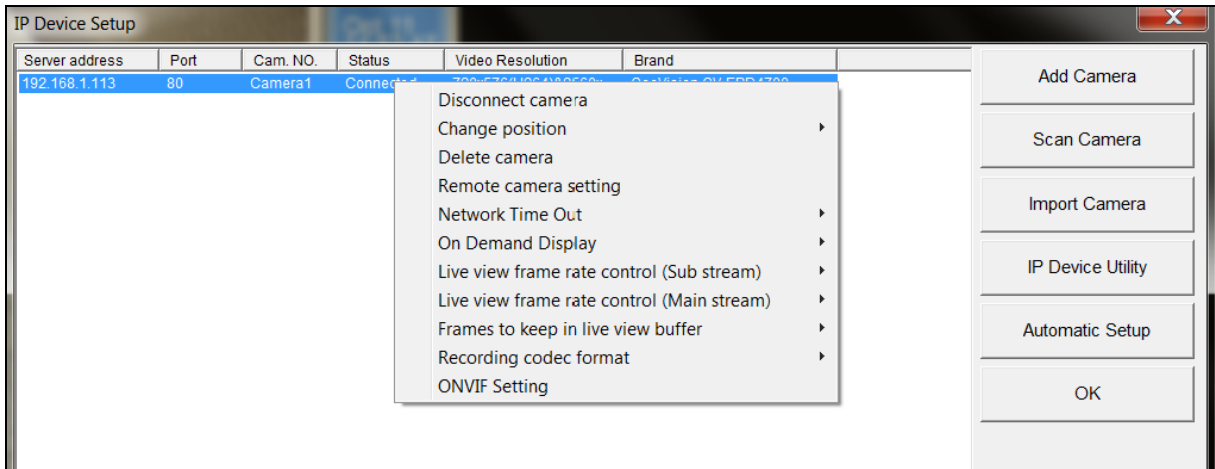 IP Device Setup
Server address Port Cam. NO. Status Video Resolution Brand
192.168.1.113 80 Camera1
Disconnect camera
Change position
Delete camera
Remote camera setting
Network Time Out
On Demand Display
Live view frame rate control (Sub stream)
Live view frame rate control (Main stream)
Frames to keep in live view buffer
Recording codec format
ONVIF Setting
Add Camera
Scan Camera
Import Camera
IP Device Utility
Automatic Setup
OK